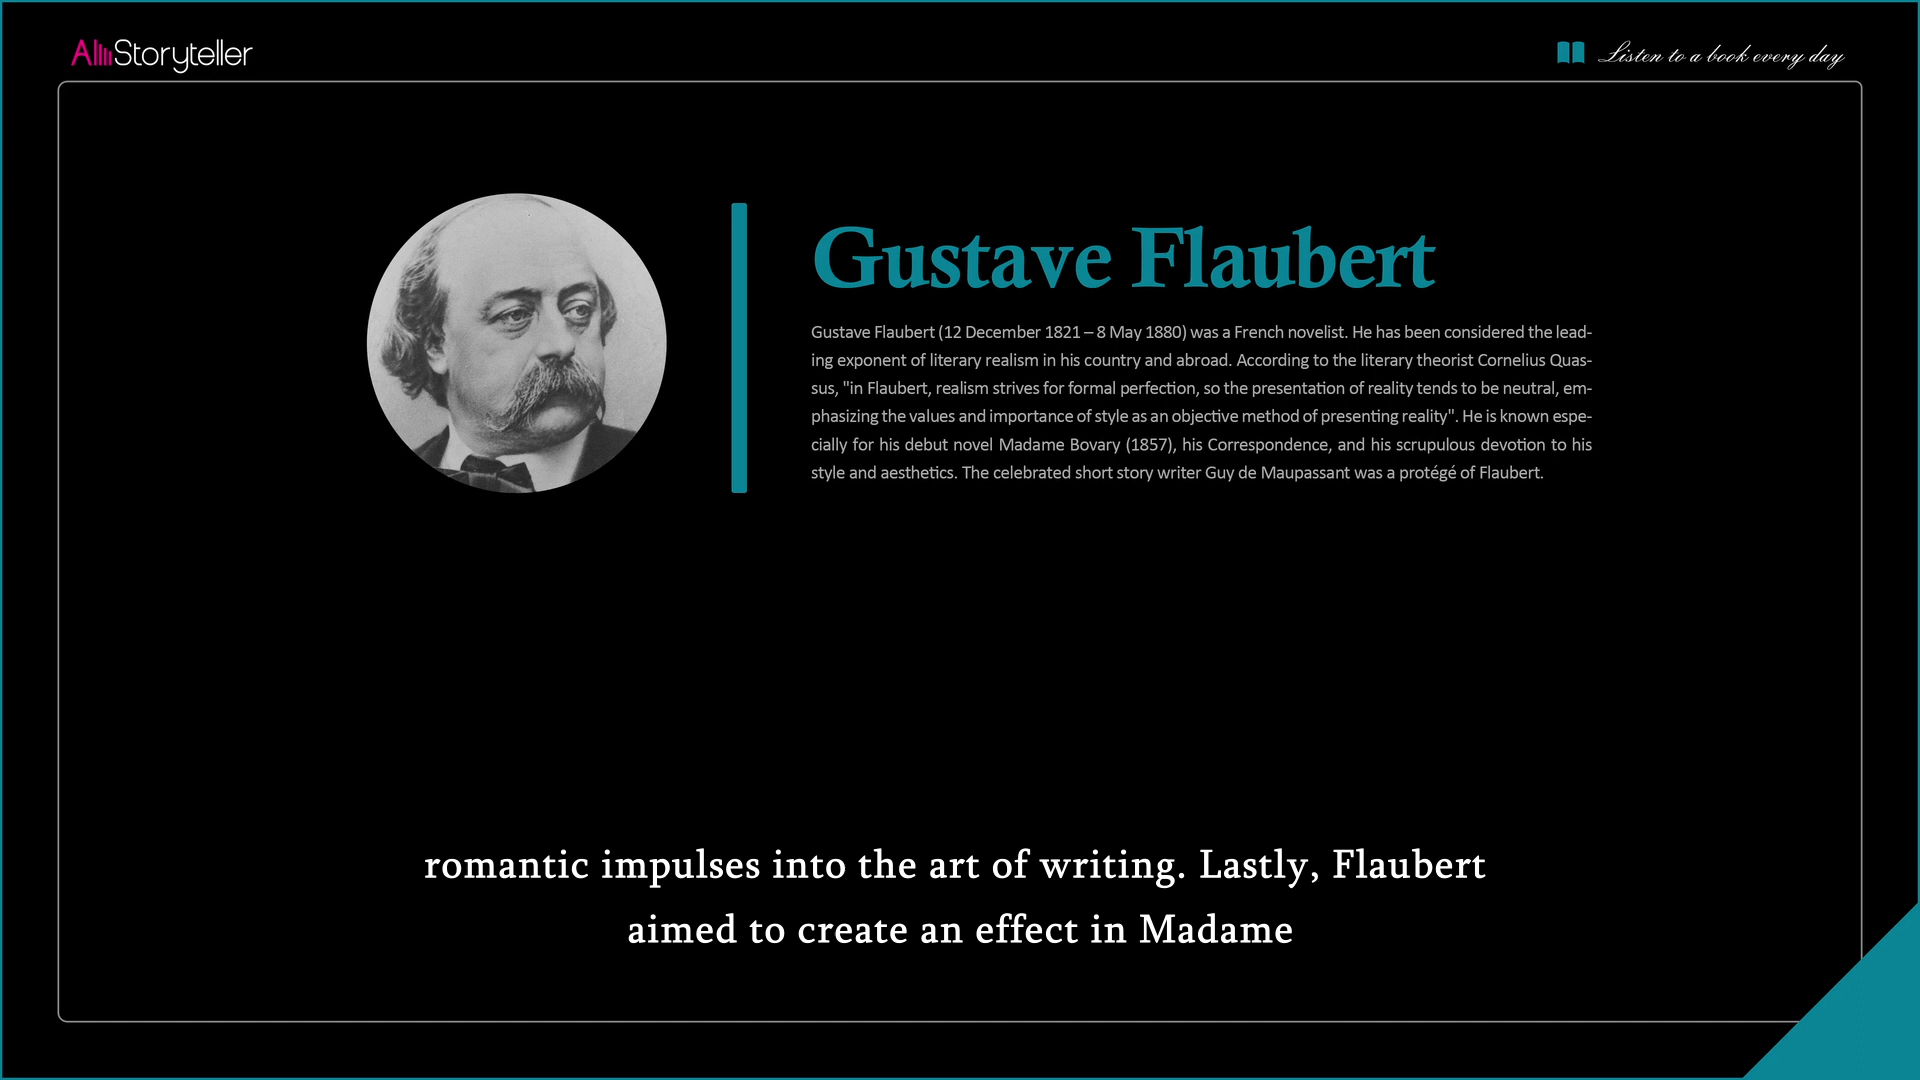 AIStoryteller
Listen to a book every day
Gustave Flaubert
Gustave Flaubert (12 December 1821 – 8 May 1880) was a French novelist. He has been considered the lead-
ing exponent of literary realism in his country and abroad. According to the literary theorist Cornelius Quas-
sus, "in Flaubert, realism strives for formal perfection, so the presentation of reality tends to be neutral, em-
phasizing the values and importance of style as an objective method of presenting reality". He is known espe-
cially for his debut novel Madame Bovary (1857), his Correspondence, and his scrupulous devotion to his
style and aesthetics. The celebrated short story writer Guy de Maupassant was a protégé of Flaubert.
romantic impulses into the art of writing. Lastly, Flaubert
aimed to create an effect in Madame